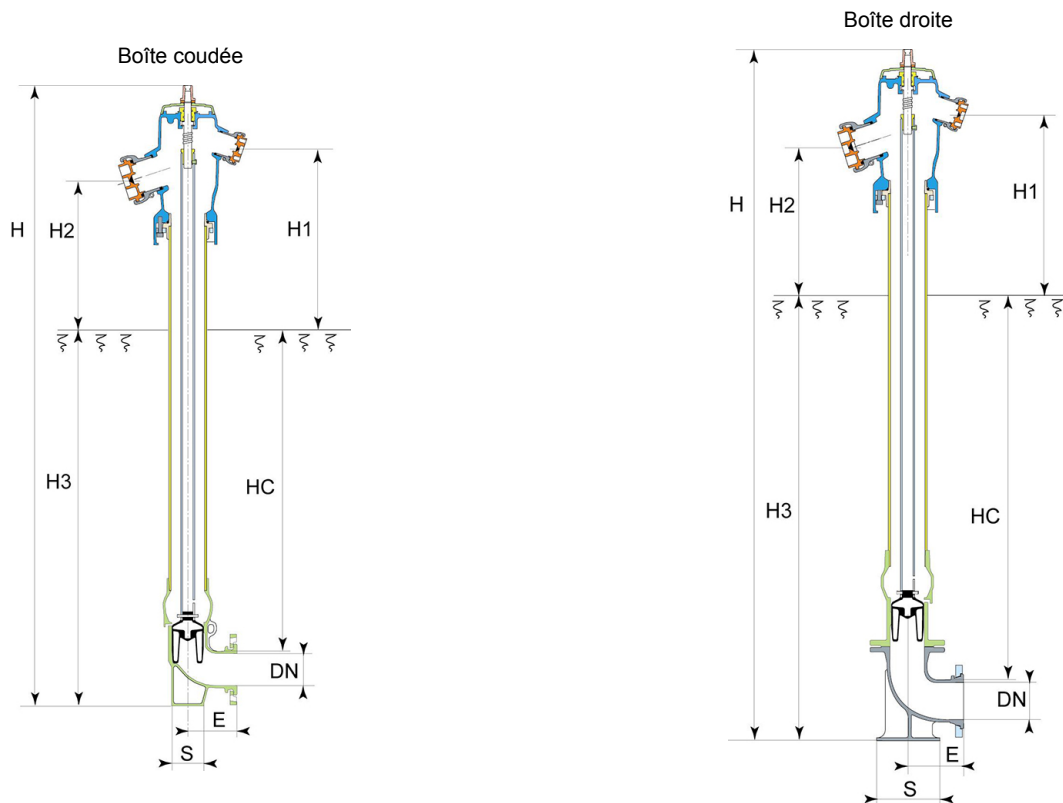 Boîte coudée
H
H2
H1
H3
HC
DN
E
S
Boîte droite
H
H2
H1
H3
HC
DN
E
S